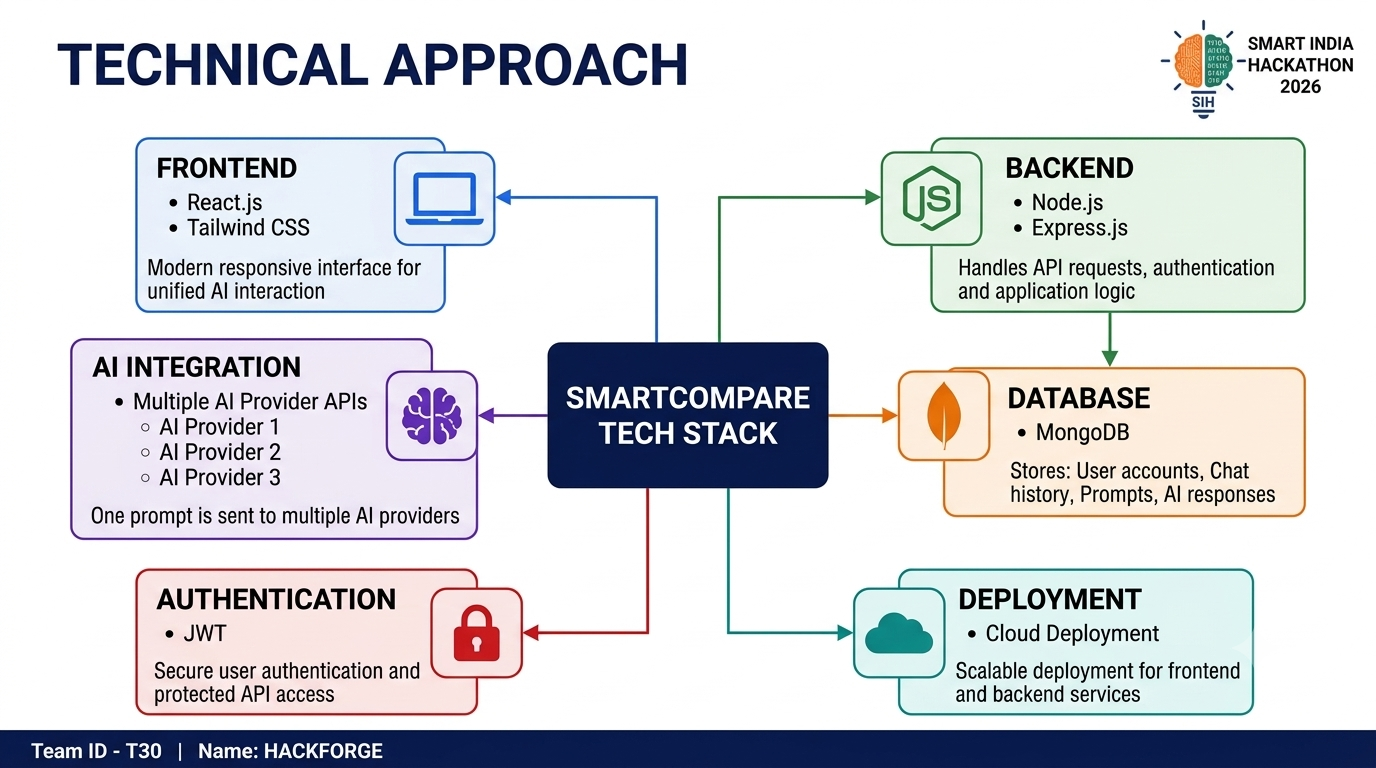 TECHNICAL APPROACH
SMART INDIA
HACKATHON
2026
SIH
FRONTEND
• React.js
• Tailwind CSS
Modern responsive interface for
unified AI interaction
JS
BACKEND
• Node.js
• Express.js
Handles API requests, authentication
and application logic
AI INTEGRATION
• Multiple AI Provider APIs
○ AI Provider 1
○ AI Provider 2
○ AI Provider 3
One prompt is sent to multiple AI providers
SMARTCOMPARE
TECH STACK
DATABASE
• MongoDB
Stores: User accounts, Chat
history, Prompts, AI responses
AUTHENTICATION
• JWT
Secure user authentication and
protected API access
DEPLOYMENT
• Cloud Deployment
Scalable deployment for frontend
and backend services
Team ID - T30 | Name: HACKFORGE